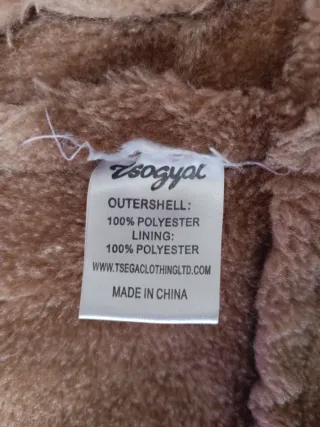 Tsogyal
OUTERSHELL:
100% POLYESTER
LINING:
100% POLYESTER
WWW.TSEGACLOTHINGLTD.COM
MADE IN CHINA